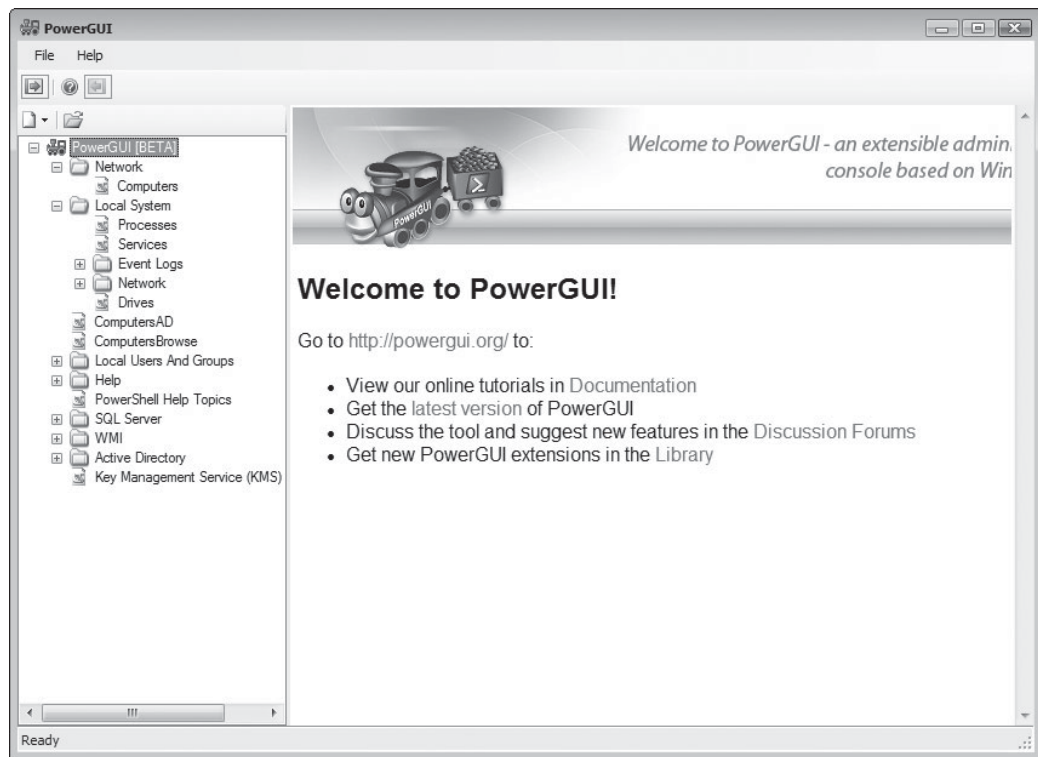 PowerGUI
File Help
PowerGUI [BETA]
Network
Computers
Local System
Processes
Services
Event Logs
Network
Drives
ComputersAD
ComputersBrowse
Local Users And Groups
Help
PowerShell Help Topics
SQL Server
WMI
Active Directory
Key Management Service (KMS)
Welcome to PowerGUI - an extensible admin
console based on Win
PowerGUI
Welcome to PowerGUI!
Go to http://powergui.org/ to:
• View our online tutorials in Documentation
• Get the latest version of PowerGUI
• Discuss the tool and suggest new features in the Discussion Forums
• Get new PowerGUI extensions in the Library
Ready